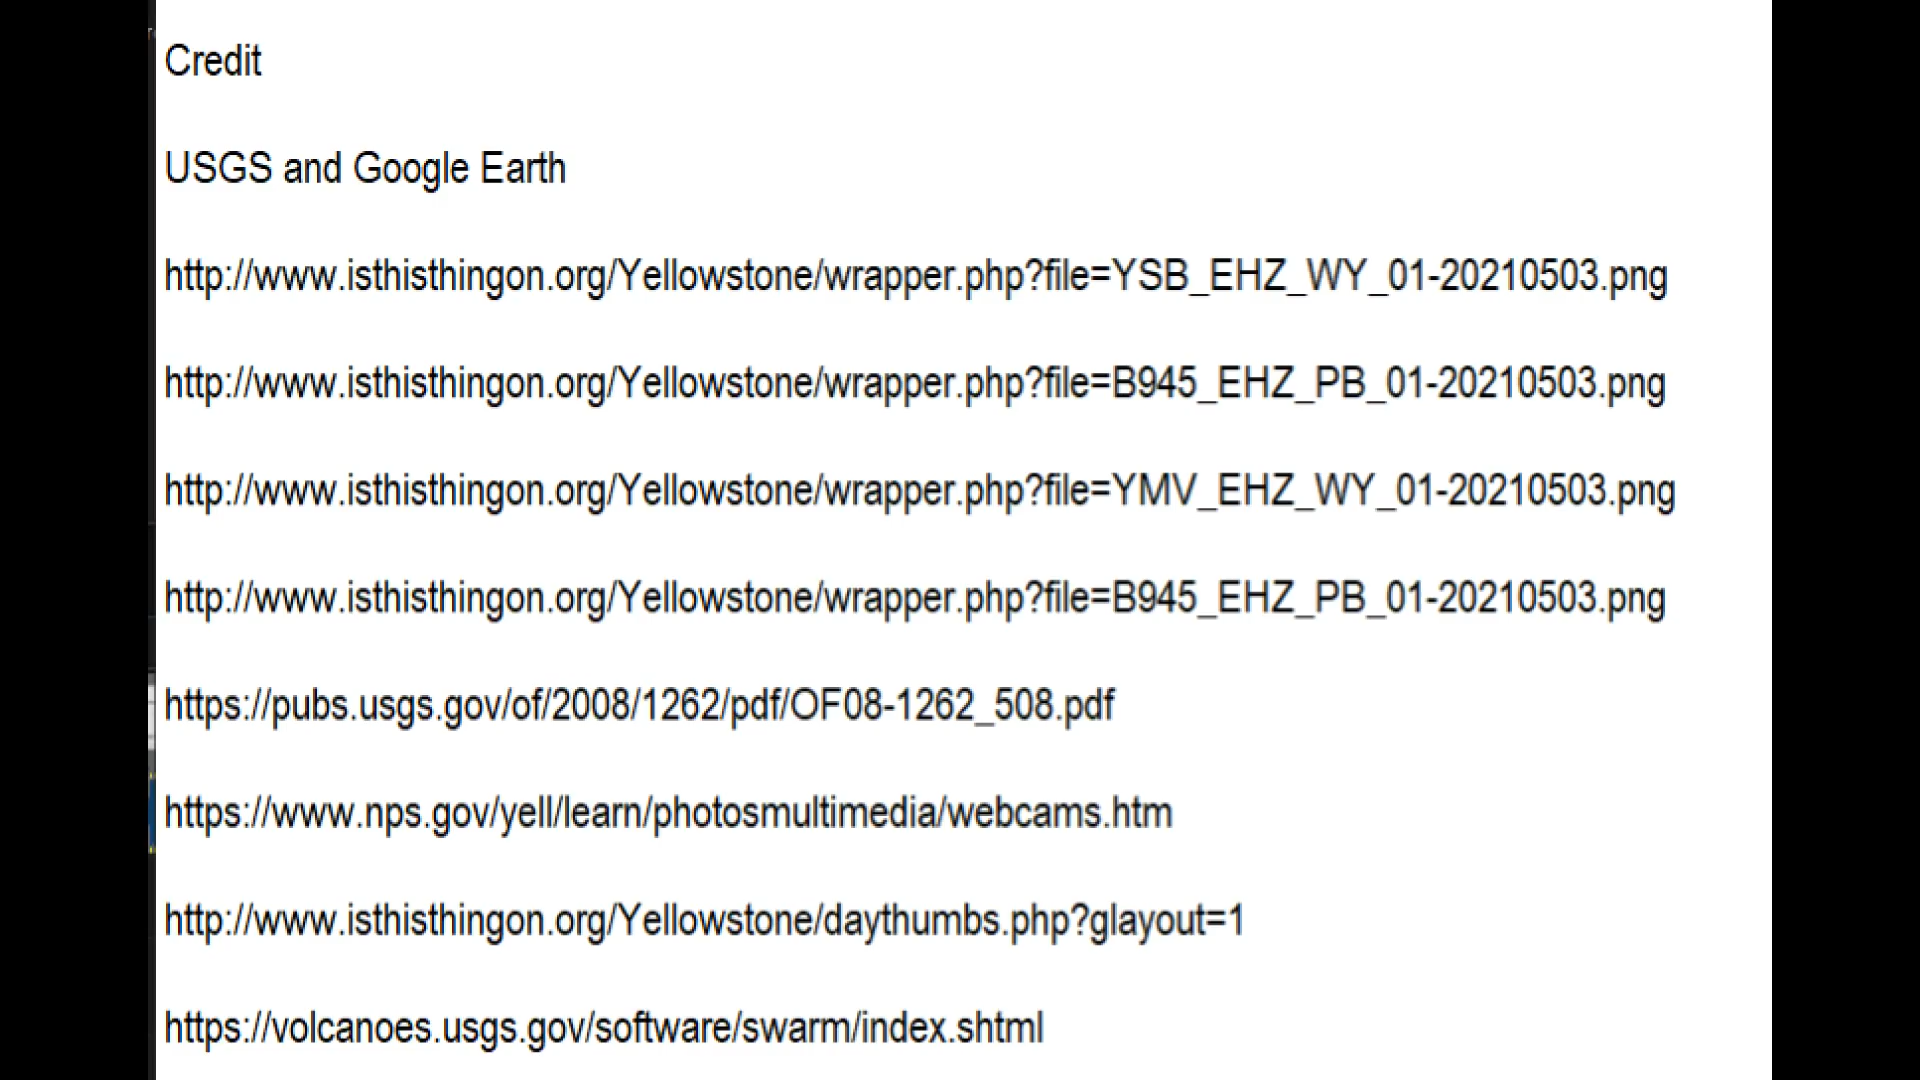 Credit
USGS and Google Earth
http://www.isthisthingon.org/Yellowstone/wrapper.php?file=YSB_EHZ_WY_01-20210503.png
http://www.isthisthingon.org/Yellowstone/wrapper.php?file=B945_EHZ_PB_01-20210503.png
http://www.isthisthingon.org/Yellowstone/wrapper.php?file=YMV_EHZ_WY_01-20210503.png
http://www.isthisthingon.org/Yellowstone/wrapper.php?file=B945_EHZ_PB_01-20210503.png
https://pubs.usgs.gov/of/2008/1262/pdf/OF08-1262_508.pdf
https://www.nps.gov/yell/learn/photosmultimedia/webcams.htm
http://www.isthisthingon.org/Yellowstone/daythumbs.php?glayout=1
https://volcanoes.usgs.gov/software/swarm/index.shtml